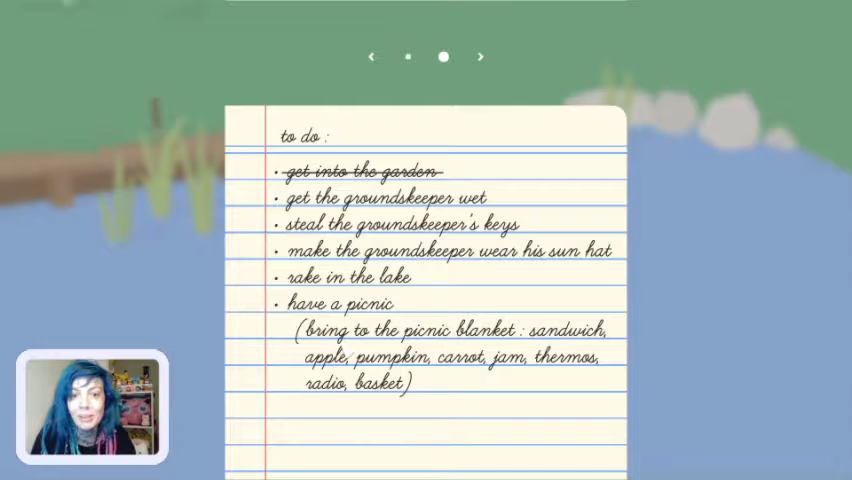 to do :
• get into the garden
• get the groundskeeper wet
• steal the groundskeeper's keys
• make the groundskeeper wear his sun hat
• rake in the lake
• have a picnic
(bring to the picnic blanket : sandwich,
apple, pumpkin, carrot, jam, thermos,
radio, basket)